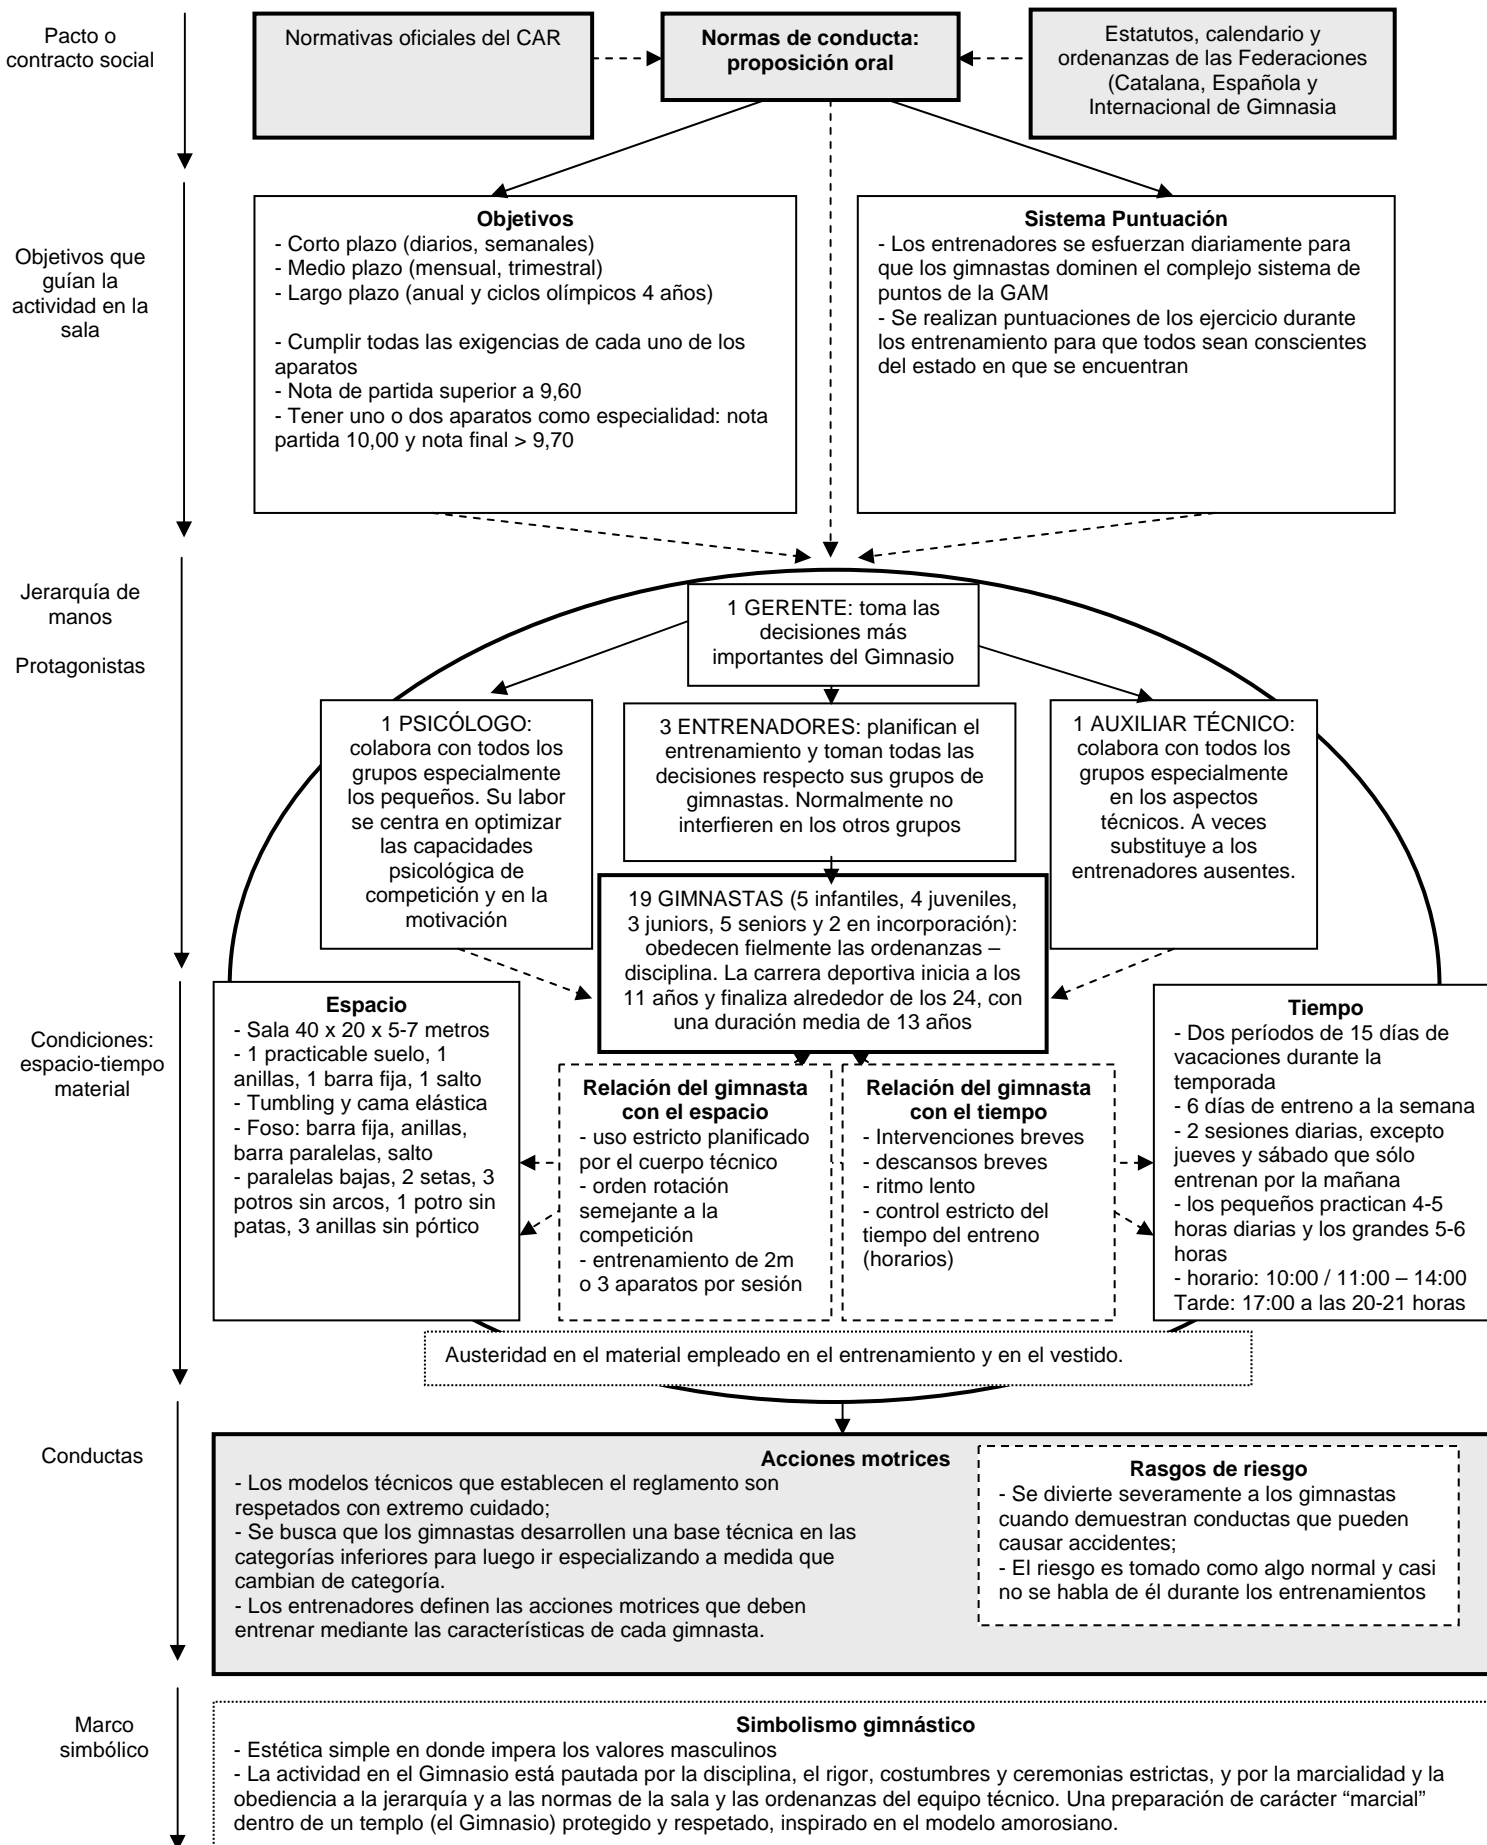 Pacto o
contracto social
Normativas oficiales del CAR
Normas de conducta:
proposición oral
Estatutos, calendario y
ordenanzas de las Federaciones
(Catalana, Española y
Internacional de Gimnasia
Objetivos que
guían la
actividad en la
sala
Objetivos
- Corto plazo (diarios, semanales)
- Medio plazo (mensual, trimestral)
- Largo plazo (anual y ciclos olímpicos 4 años)
- Cumplir todas las exigencias de cada uno de los
aparatos
- Nota de partida superior a 9,60
- Tener uno o dos aparatos como especialidad: nota
partida 10,00 y nota final > 9,70
Sistema Puntuación
- Los entrenadores se esfuerzan diariamente para
que los gimnastas dominen el complejo sistema de
puntos de la GAM
- Se realizan puntuaciones de los ejercicio durante
los entrenamiento para que todos sean conscientes
del estado en que se encuentran
Jerarquía de
manos
Protagonistas
1 GERENTE: toma las
decisiones más
importantes del Gimnasio
1 PSICÓLOGO:
colabora con todos los
grupos especialmente
los pequeños. Su labor
se centra en optimizar
las capacidades
psicológica de
competición y en la
motivación
3 ENTRENADORES: planifican el
entrenamiento y toman todas las
decisiones respecto sus grupos de
gimnastas. Normalmente no
interfieren en los otros grupos
1 AUXILIAR TÉCNICO:
colabora con todos los
grupos especialmente
en los aspectos
técnicos. A veces
substituye a los
entrenadores ausentes.
19 GIMNASTAS (5 infantiles, 4 juveniles,
3 juniors, 5 seniors y 2 en incorporación):
obedecen fielmente las ordenanzas –
disciplina. La carrera deportiva inicia a los
11 años y finaliza alrededor de los 24, con
una duración media de 13 años
Condiciones:
espacio-tiempo
material
Espacio
- Sala 40 x 20 x 5-7 metros
- 1 practicable suelo, 1
anillas, 1 barra fija, 1 salto
- Tumbling y cama elástica
- Foso: barra fija, anillas,
barra paralelas, salto
- paralelas bajas, 2 setas, 3
potros sin arcos, 1 potro sin
patas, 3 anillas sin pórtico
Relación del gimnasta
con el espacio
- uso estricto planificado
por el cuerpo técnico
- orden rotación
semejante a la
competición
- entrenamiento de 2m
o 3 aparatos por sesión
Relación del gimnasta
con el tiempo
- Intervenciones breves
- descansos breves
- ritmo lento
- control estricto del
tiempo del entreno
(horarios)
Tiempo
- Dos períodos de 15 días de
vacaciones durante la
temporada
- 6 días de entreno a la semana
- 2 sesiones diarias, excepto
jueves y sábado que sólo
entrenan por la mañana
- los pequeños practican 4-5
horas diarias y los grandes 5-6
horas
- horario: 10:00 / 11:00 – 14:00
Tarde: 17:00 a las 20-21 horas
Austeridad en el material empleado en el entrenamiento y en el vestido.
Conductas
Acciones motrices
- Los modelos técnicos que establecen el reglamento son
respetados con extremo cuidado;
- Se busca que los gimnastas desarrollen una base técnica en las
categorías inferiores para luego ir especializando a medida que
cambian de categoría.
- Los entrenadores definen las acciones motrices que deben
entrenar mediante las características de cada gimnasta.
Rasgos de riesgo
- Se divierte severamente a los gimnastas
cuando demuestran conductas que pueden
causar accidentes;
- El riesgo es tomado como algo normal y casi
no se habla de él durante los entrenamientos
Marco
simbólico
Simbolismo gimnástico
- Estética simple en donde impera los valores masculinos
- La actividad en el Gimnasio está pautada por la disciplina, el rigor, costumbres y ceremonias estrictas, y por la marcialidad y la
obediencia a la jerarquía y a las normas de la sala y las ordenanzas del equipo técnico. Una preparación de carácter “marcial”
dentro de un templo (el Gimnasio) protegido y respetado, inspirado en el modelo amorosiano.